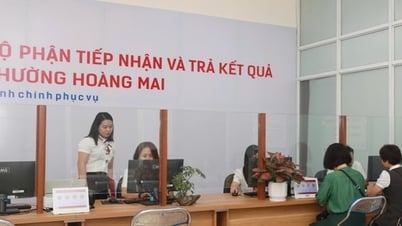 Ộ PHẬN TIẾP NHẬN VÀ TRẢ KẾT QUẢ
HƯỜNG HOÀNG MAI
nh chính phục vụ